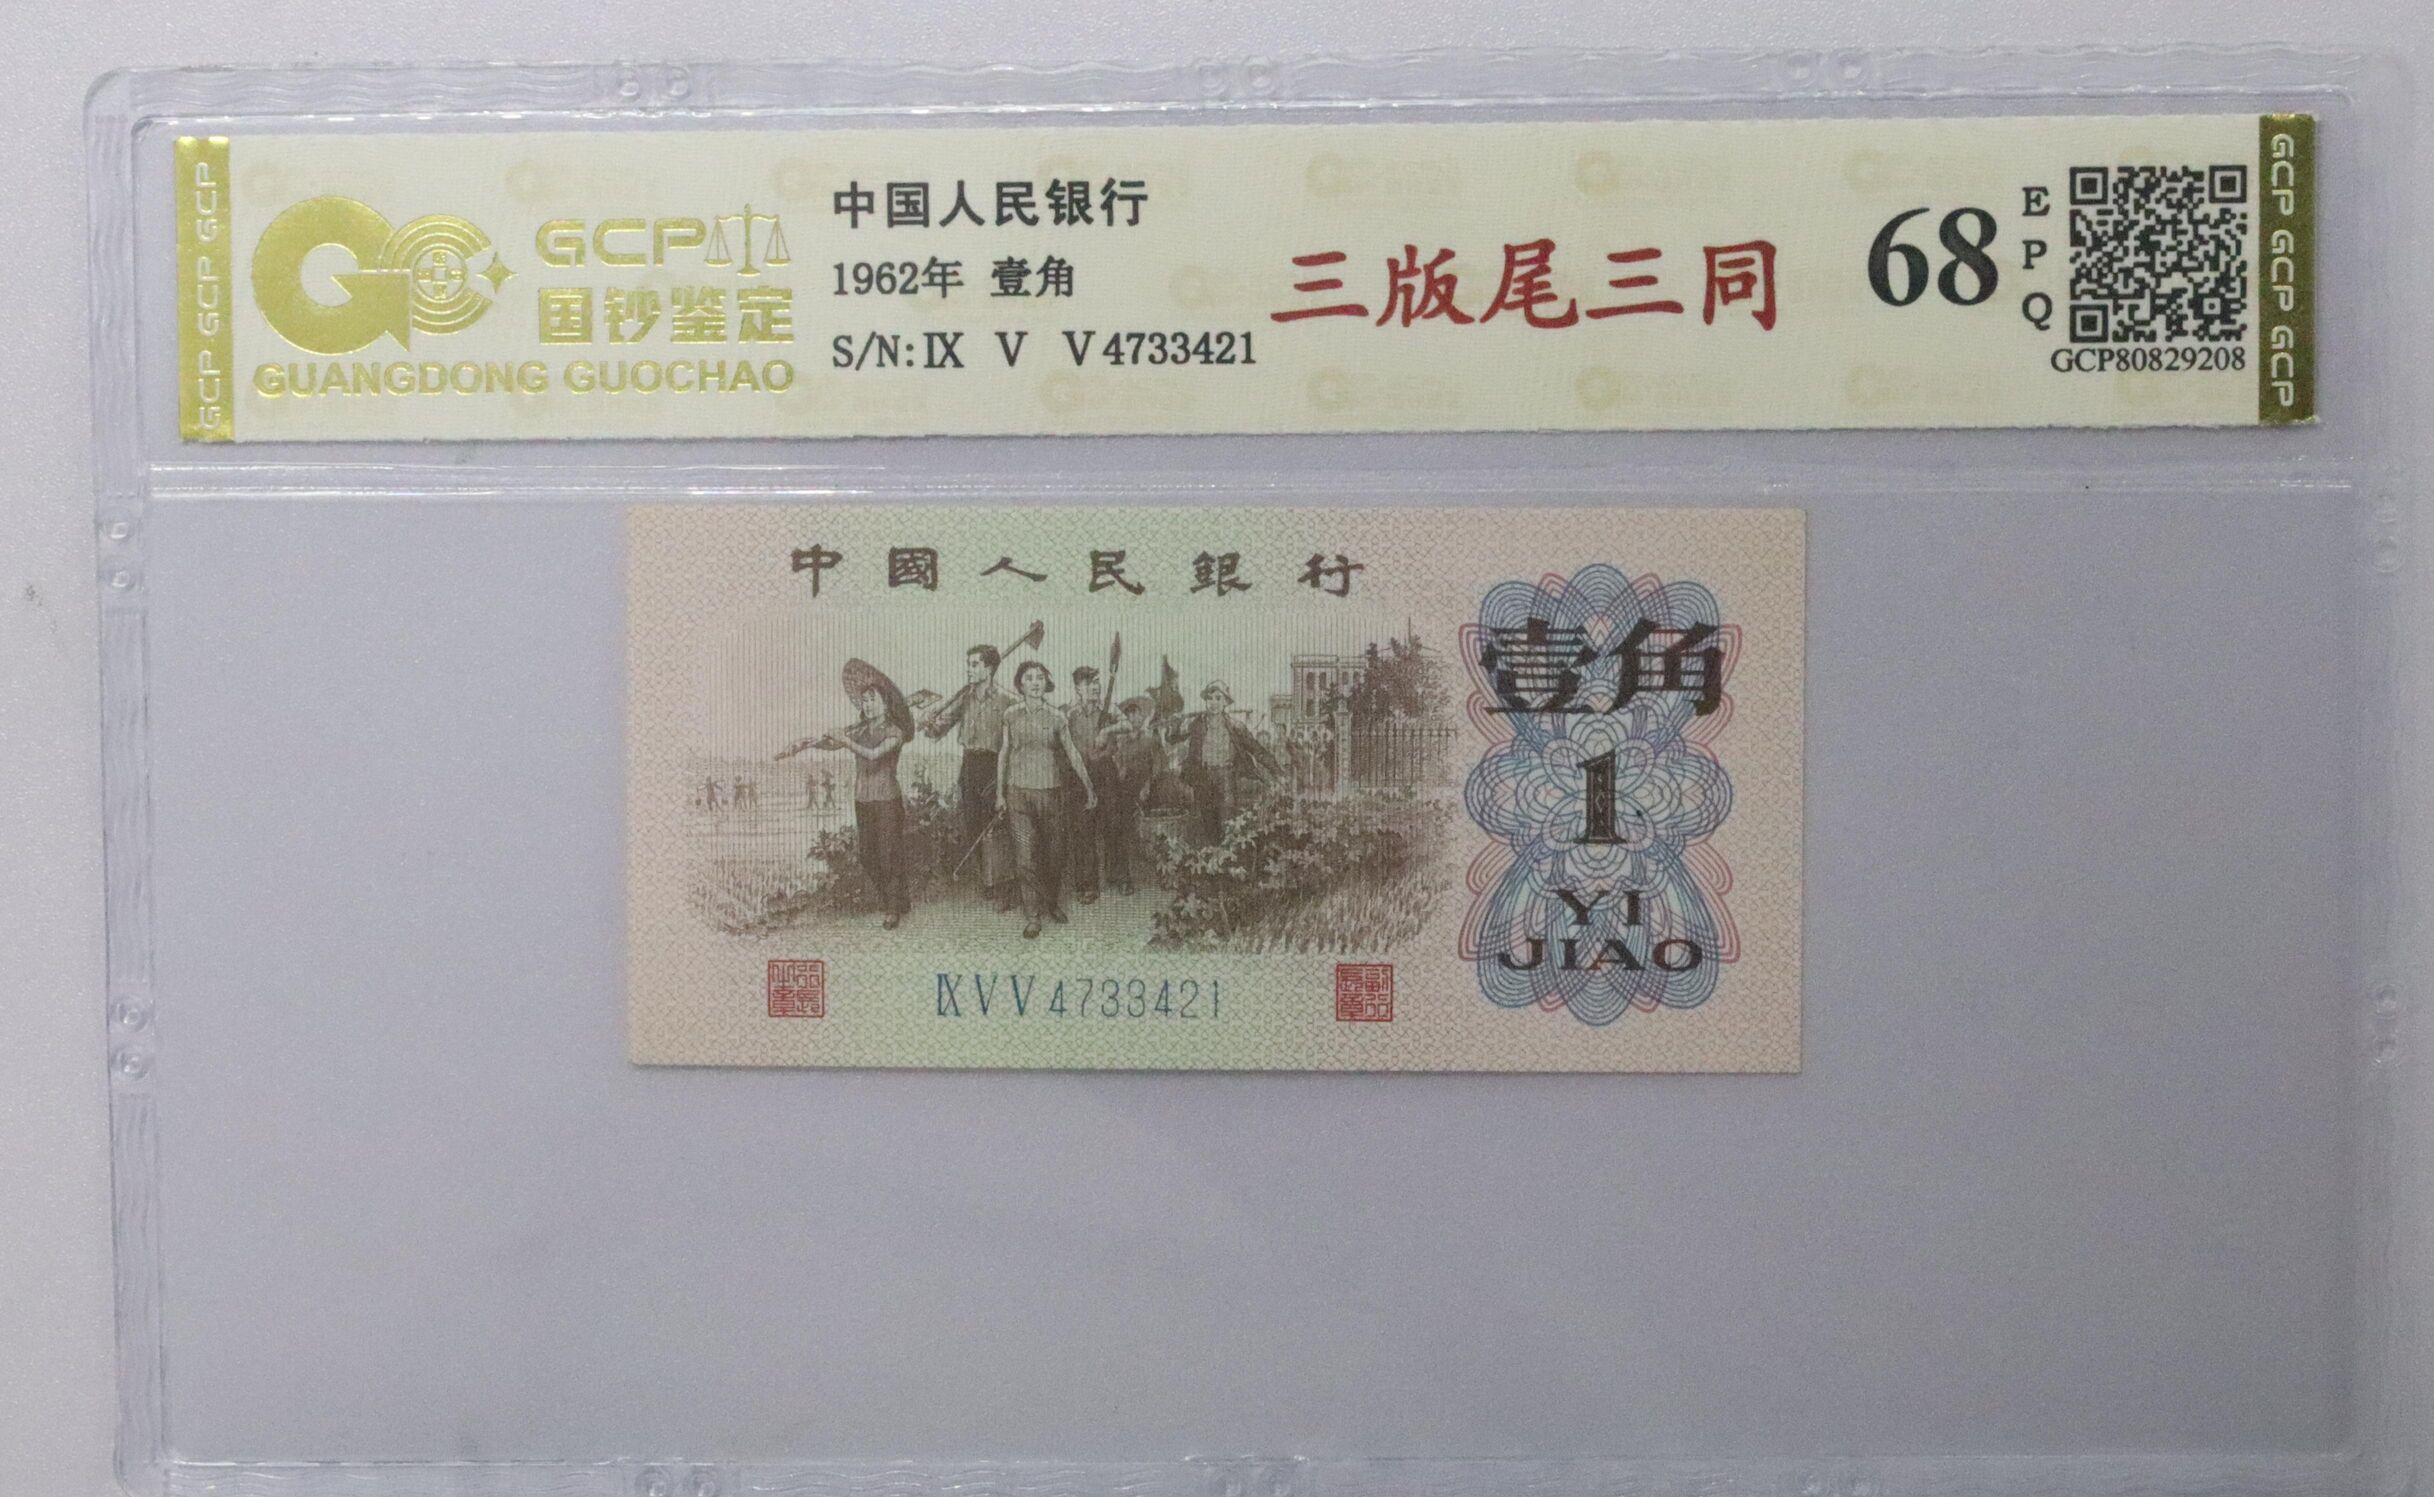 GCP GCP GCP
GCP
国钞鉴定
GUANGDONG GUOCHAO
中国人民银行
1962年 壹角
S/N: Ⅸ Ⅴ Ⅴ 4733421
三版尾三同
68
EPQ
GCP80829208
GCP GCP GCP
中國人民銀行
壹角
1
YI
JIAO
ⅨⅤⅤ4733421